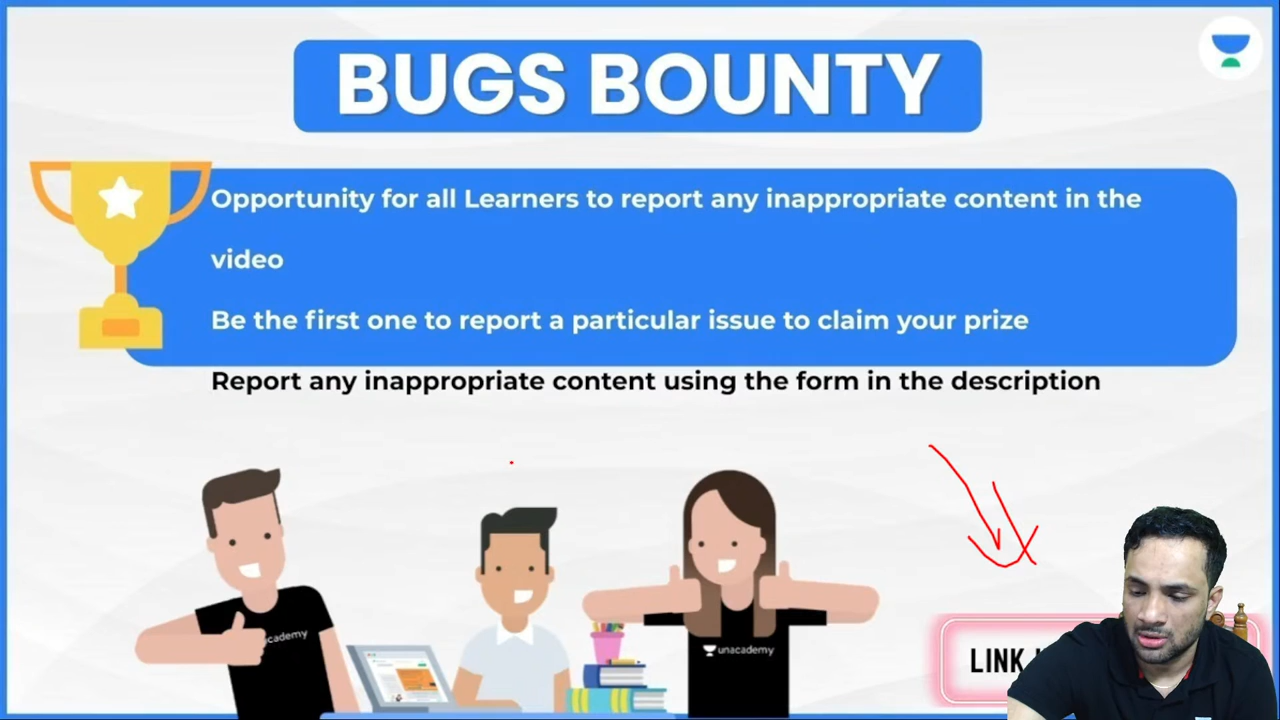 BUGS BOUNTY
Opportunity for all Learners to report any inappropriate content in the
video
Be the first one to report a particular issue to claim your prize
Report any inappropriate content using the form in the description
unacademy
LINK